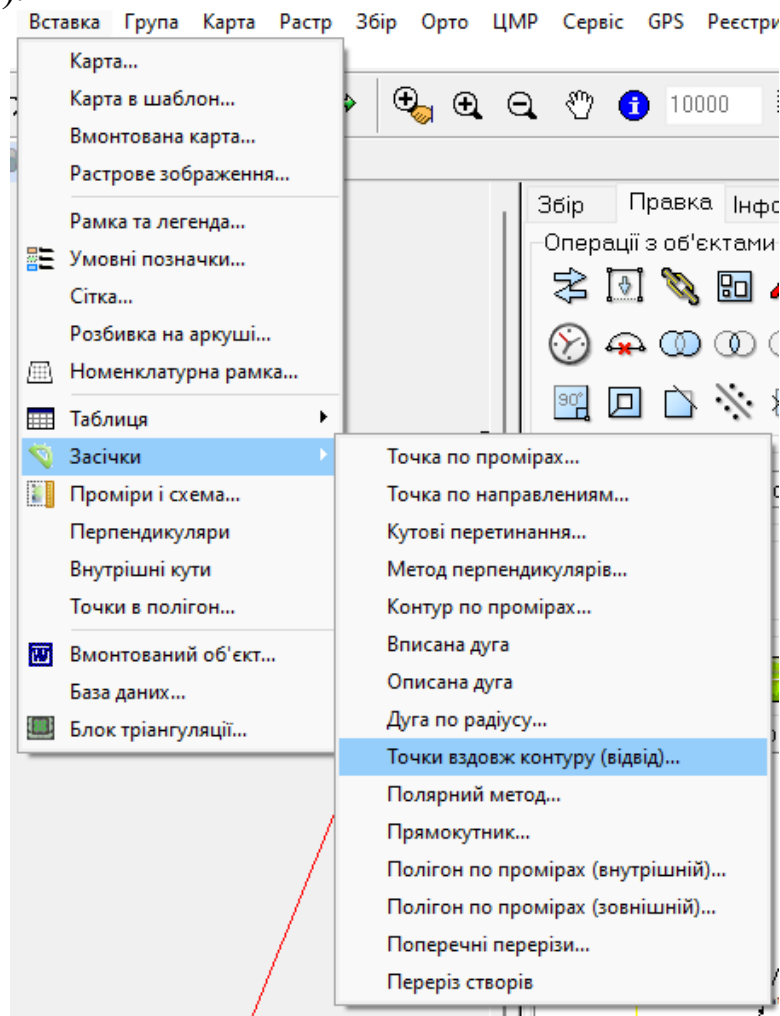 ).
Вставка Група Карта Растр Збір Орто ЦМР Сервіс GPS Реєстри
Карта...
Карта в шаблон...
Вмонтована карта...
Растрове зображення...
10000
Рамка та легенда...
Умовні позначки...
Сітка...
Розбивка на аркуші...
Номенклатурна рамка...
Збір Правка Інфо
Операції з об'єктами
90°
Таблиця
Засічки
Проміри і схема...
Перпендикуляри
Внутрішні кути
Точки в полігон...
Вмонтований об'єкт...
База даних...
Блок тріангуляції...
Точка по промірах...
Точка по направленням...
Кутові перетинання...
Метод перпендикулярів...
Контур по промірах...
Вписана дуга
Описана дуга
Дуга по радіусу...
Точки вздовж контуру (відвід)...
Полярний метод...
Прямокутник...
Полігон по промірах (внутрішній)...
Полігон по промірах (зовнішній)...
Поперечні перерізи...
Переріз створів